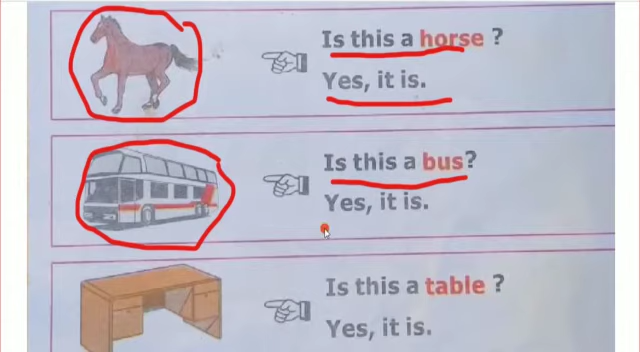 Is this a horse ?
Yes, it is.
Is this a bus?
Yes, it is.
Is this a table ?
Yes, it is.